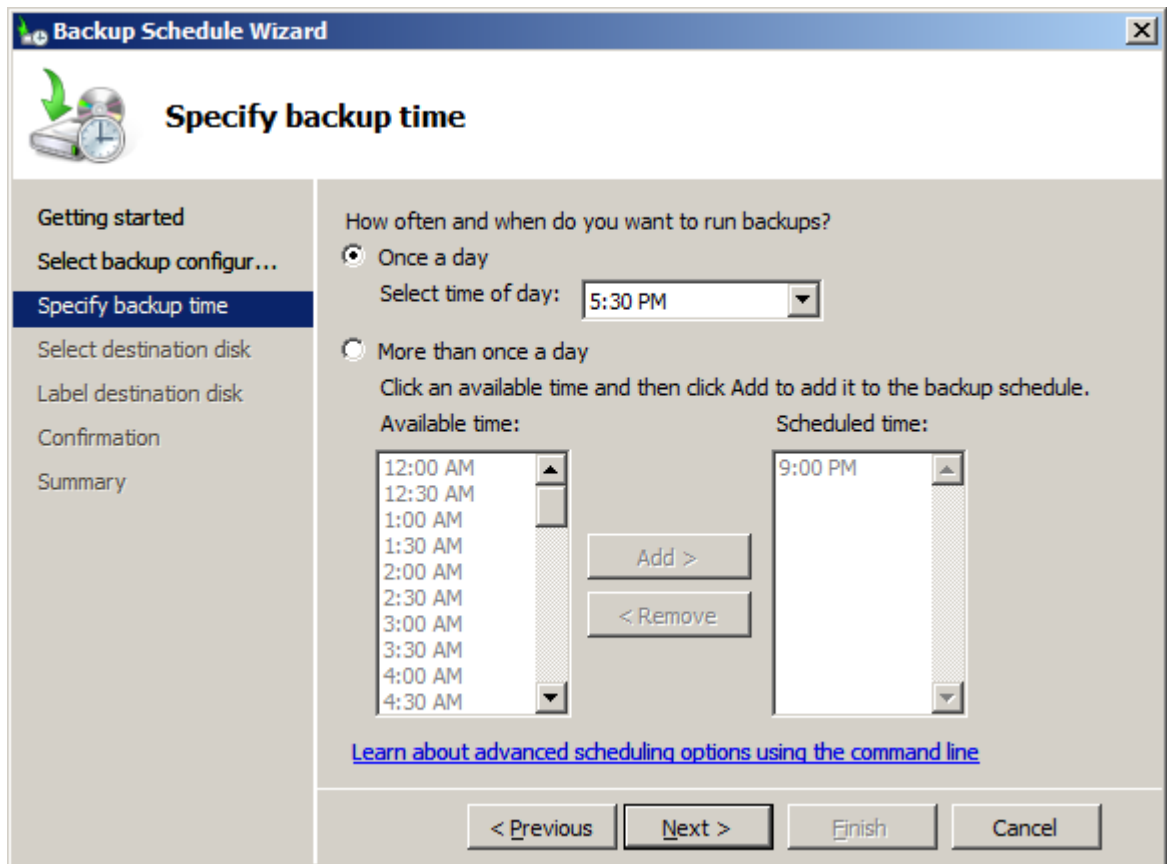 Backup Schedule Wizard
Specify backup time
Getting started
Select backup configur...
Specify backup time
Select destination disk
Label destination disk
Confirmation
Summary
How often and when do you want to run backups?
Once a day
Select time of day: 5:30 PM
More than once a day
Click an available time and then click Add to add it to the backup schedule.
Available time: Scheduled time:
12:00 AM 9:00 PM
12:30 AM
1:00 AM
1:30 AM
2:00 AM
2:30 AM
3:00 AM
3:30 AM
4:00 AM
4:30 AM
Add >
< Remove
Learn about advanced scheduling options using the command line
< Previous Next > Finish Cancel